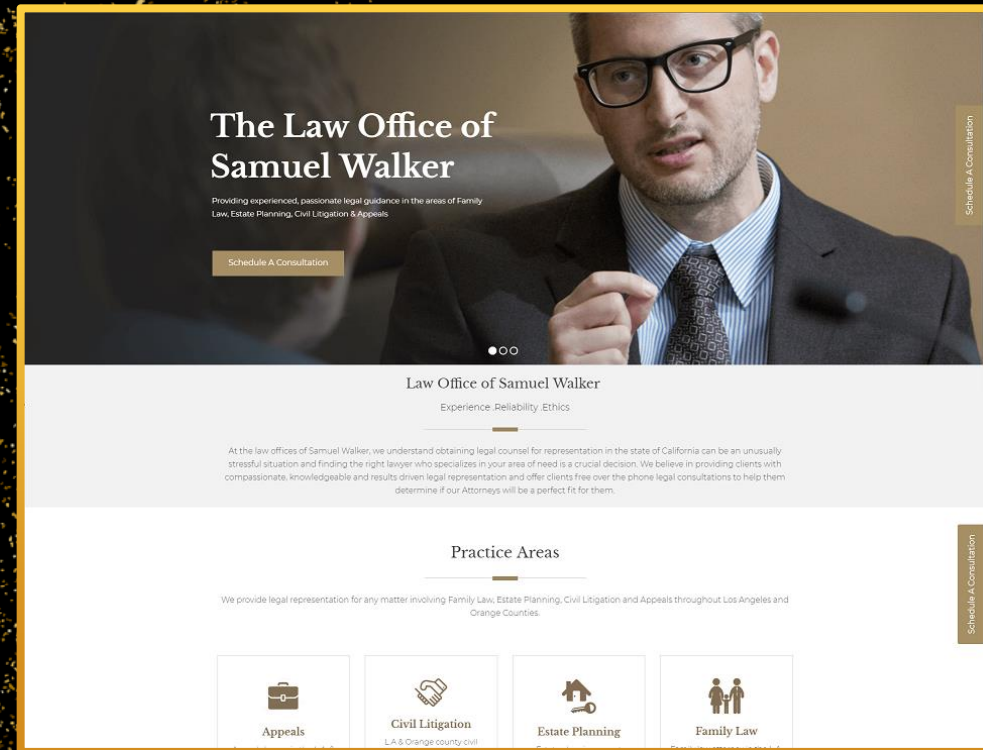 The Law Office of
Samuel Walker
Providing experienced, passionate legal guidance in the areas of Family
Law, Estate Planning, Civil Litigation & Appeals
Schedule A Consultation
Schedule A Consultation
Law Office of Samuel Walker
Experience .Reliability .Ethics
At the law offices of Samuel Walker, we understand obtaining legal counsel for representation in the state of California can be an unusually
stressful situation and finding the right lawyer who specializes in your area of need is a crucial decision. We believe in providing clients with
compassionate, knowledgeable and results driven legal representation and offer clients free over the phone legal consultations to help them
determine if our Attorneys will be a perfect fit for them.
Practice Areas
Schedule A Consultation
We provide legal representation for any matter involving Family Law, Estate Planning, Civil Litigation and Appeals throughout Los Angeles and
Orange Counties.
Appeals
Civil Litigation
L.A & Orange county civil
Estate Planning
Family Law